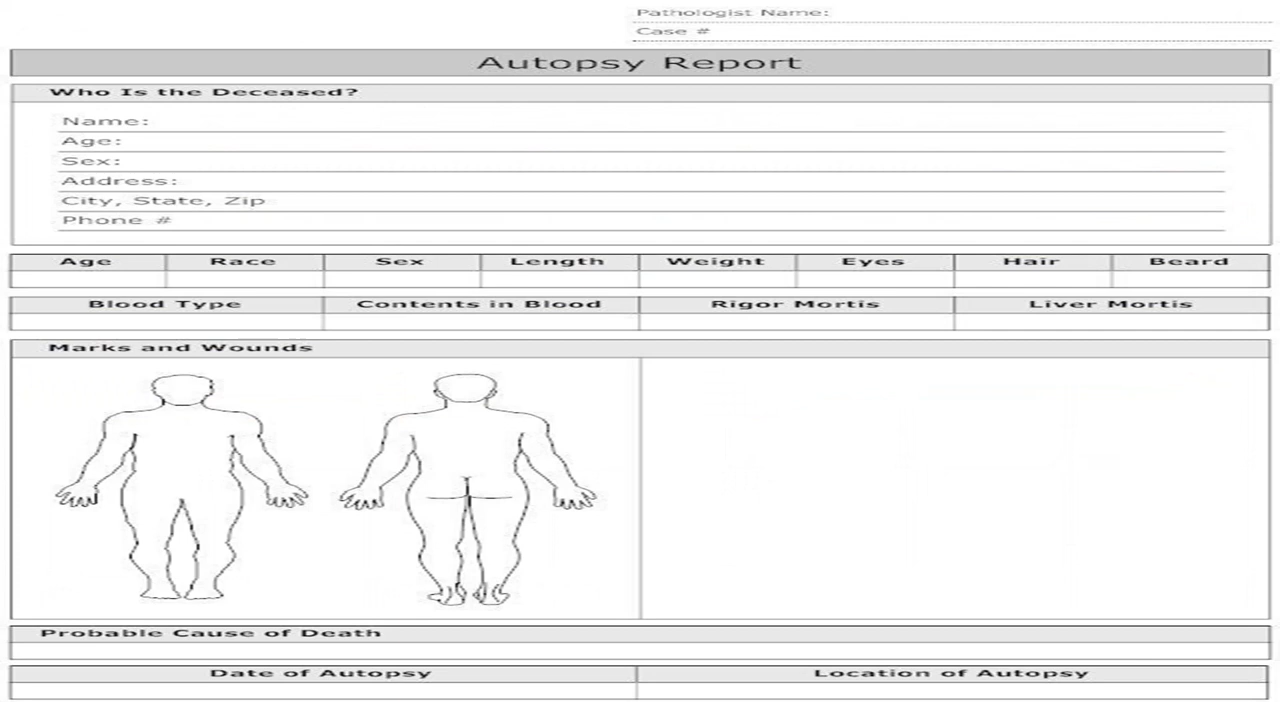 Pathologist Name:
Case #
Autopsy Report
Who Is the Deceased?
Name:
Age:
Sex:
Address:
City, State, Zip
Phone #
Age Race Sex Length Weight Eyes Hair Beard
Blood Type Contents in Blood Rigor Mortis Liver Mortis
Marks and Wounds
Probable Cause of Death
Date of Autopsy Location of Autopsy